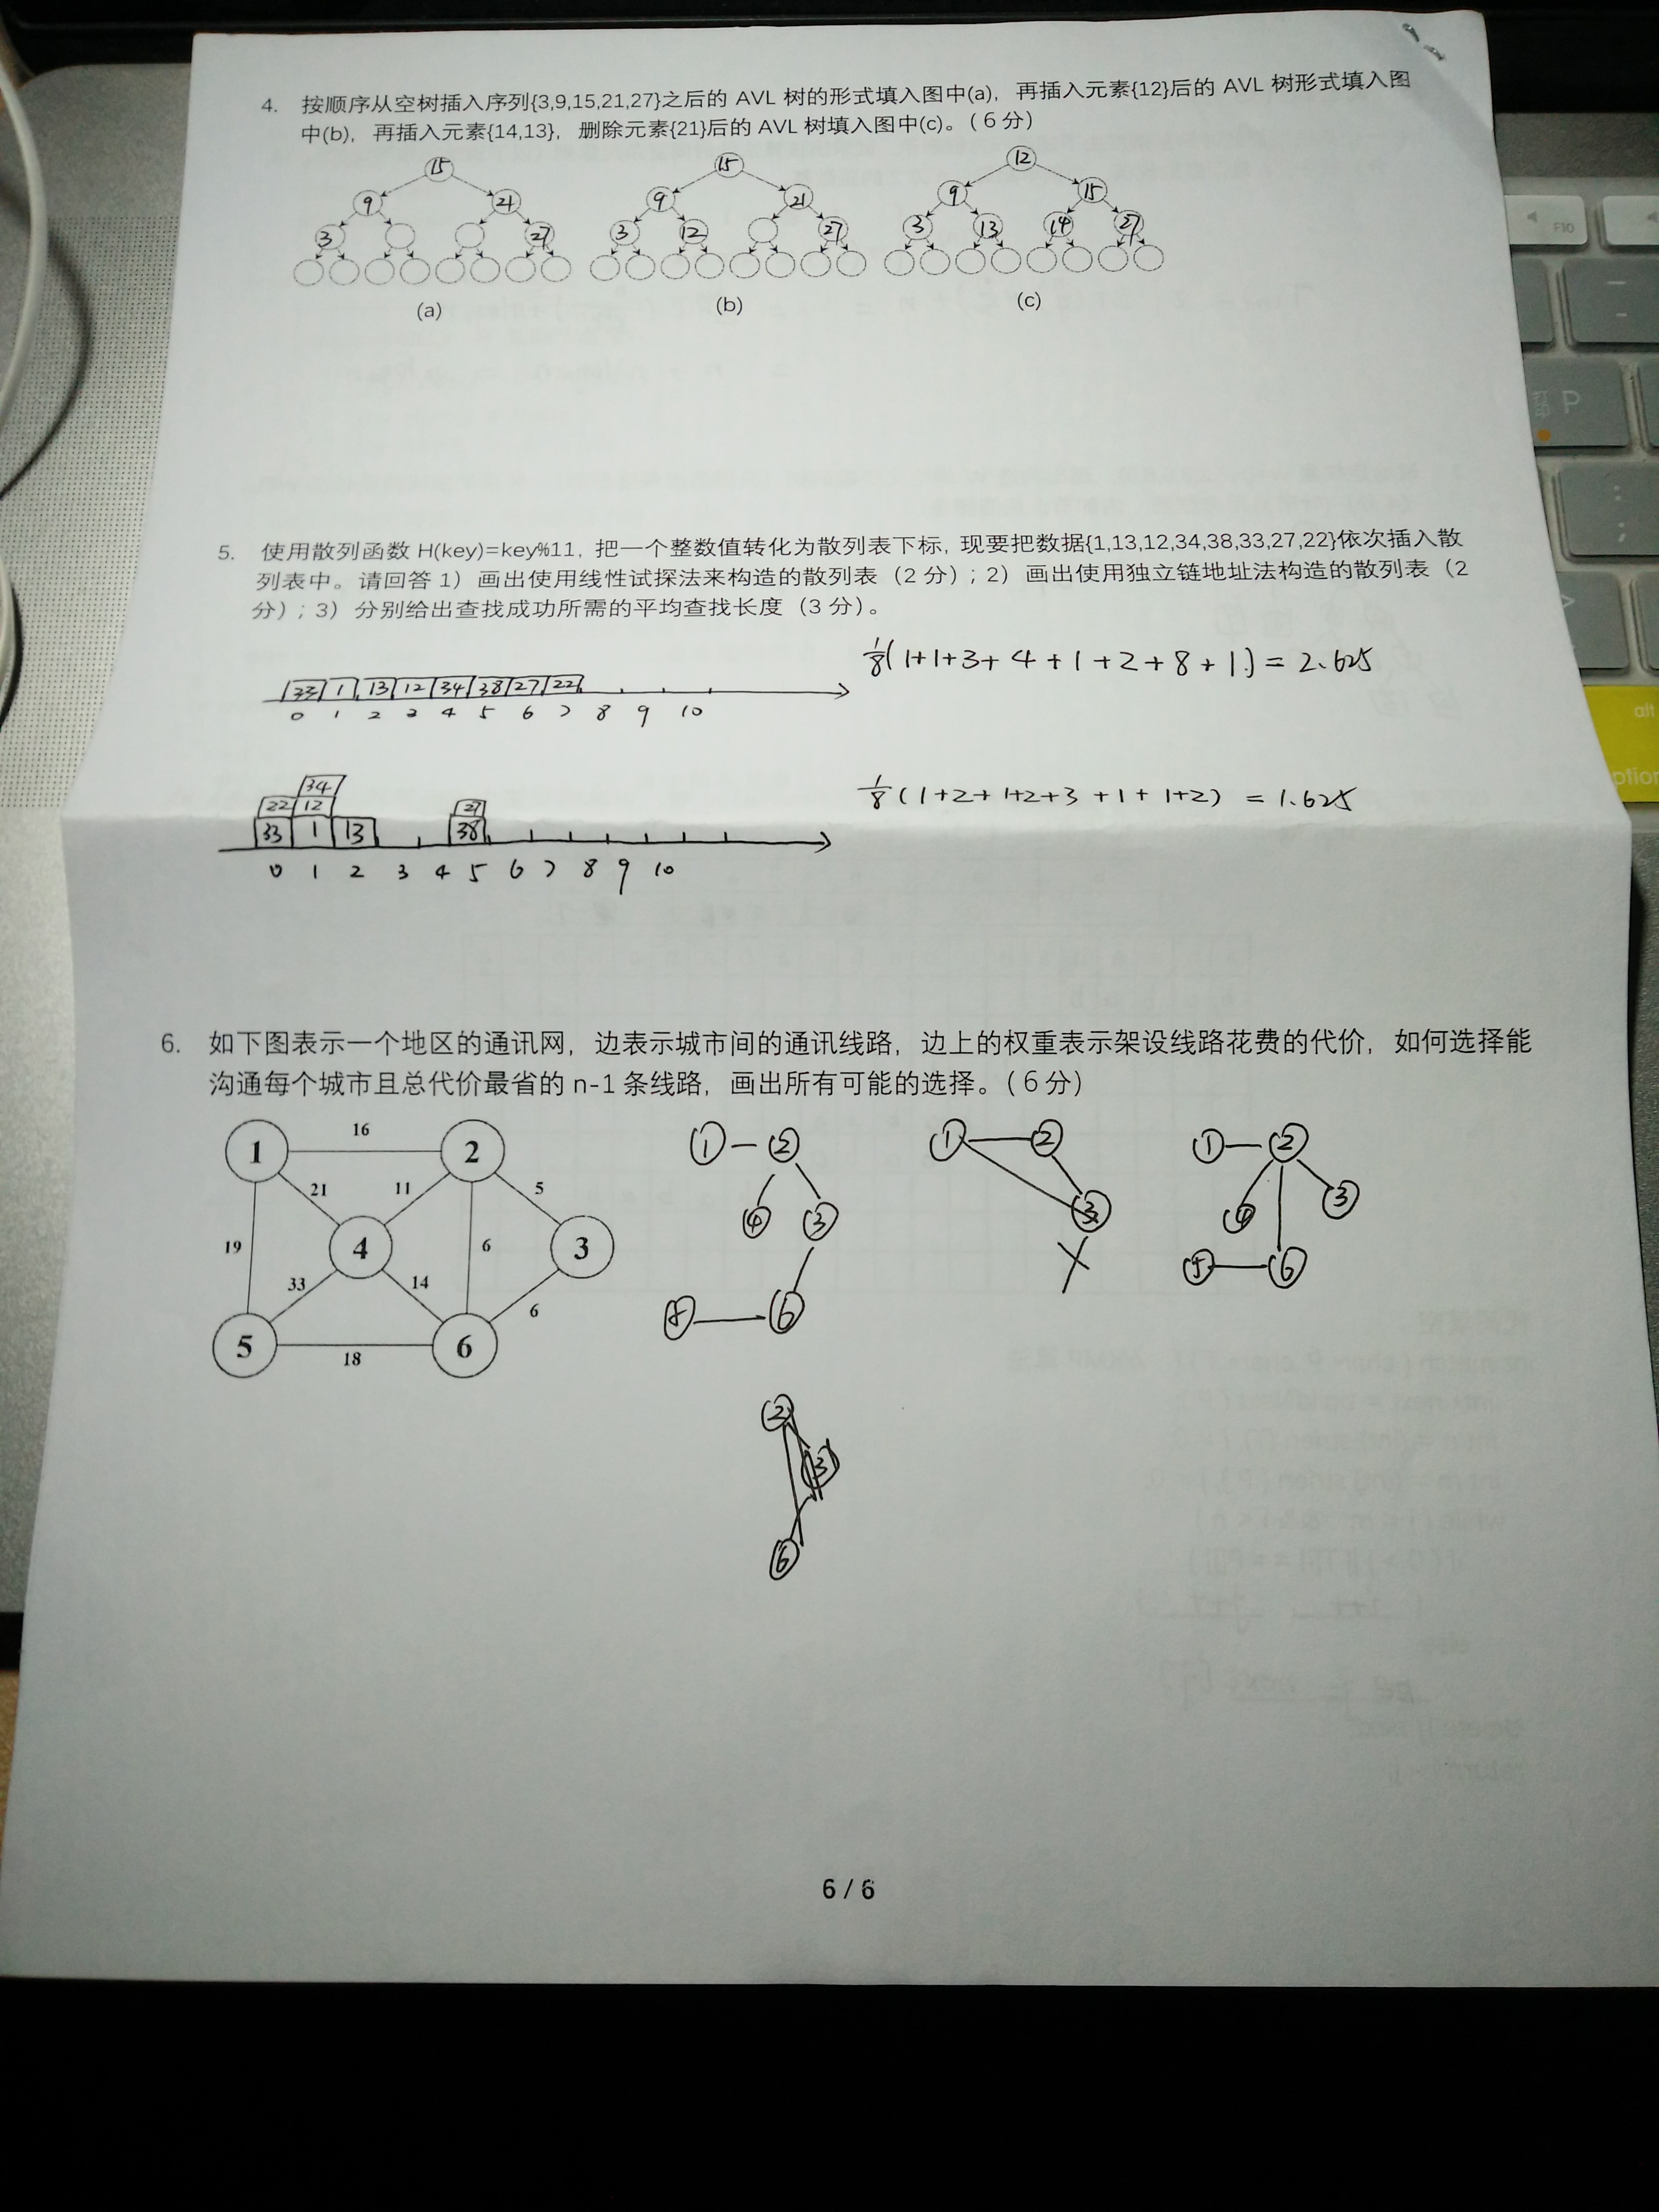 4. 按顺序从空树插入序列{3,9,15,21,27}之后的 AVL 树的形式填入图中(a)，再插入元素{12}后的 AVL 树形式填入图
中(b)，再插入元素{14,13}，删除元素{21}后的 AVL 树填入图中(c)。（6 分）
15 15 12
9 21 9 21 9 15
3 27 3 12 27 3 13 14 27
(a) (b) (c)
5. 使用散列函数 H(key)=key%11，把一个整数值转化为散列表下标，现要把数据{1,13,12,34,38,33,27,22}依次插入散
列表中。请回答 1）画出使用线性试探法来构造的散列表（2 分）; 2）画出使用独立链地址法构造的散列表（2
分）; 3）分别给出查找成功所需的平均查找长度（3 分）。
1/8(1+1+3+4+1+2+8+1) = 2.625
33 1 13 12 34 38 27 22
0 1 2 3 4 5 6 7 8 9 10
34
22 12 27
1/8(1+2+1+2+3+1+1+2) = 1.625
33 1 13 38
0 1 2 3 4 5 6 7 8 9 10
6. 如下图表示一个地区的通讯网，边表示城市间的通讯线路，边上的权重表示架设线路花费的代价，如何选择能
沟通每个城市且总代价最省的 n-1 条线路，画出所有可能的选择。（6 分）
1 16 2
21 11 5
19 4 6 3
33 14 6
5 18 6
1 2
4 3
5 6
1 2
3
X
1 2
4 3
5 6
2
3
6
6 / 6
F10
P
alt
option